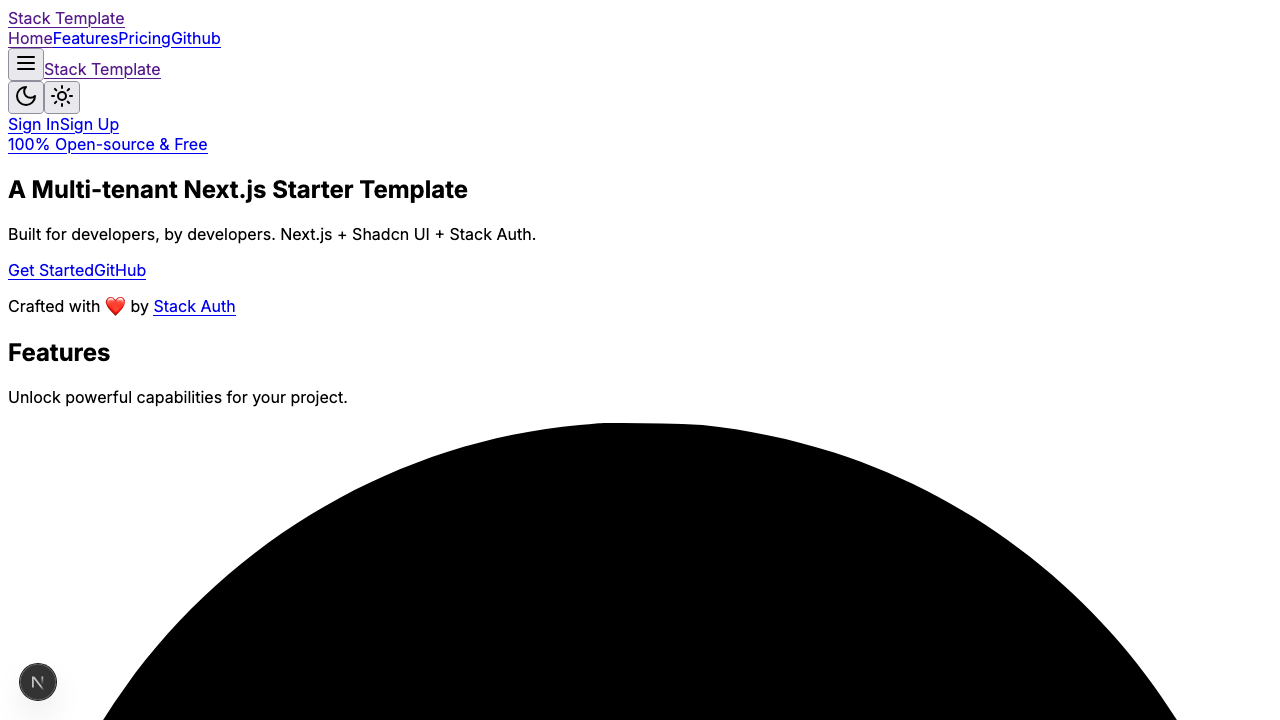 Stack Template
HomeFeaturesPricingGithub
Stack Template
Sign InSign Up
100% Open-source & Free
A Multi-tenant Next.js Starter Template
Built for developers, by developers. Next.js + Shadcn UI + Stack Auth.
Get StartedGitHub
Crafted with ❤️ by Stack Auth
Features
Unlock powerful capabilities for your project.
N